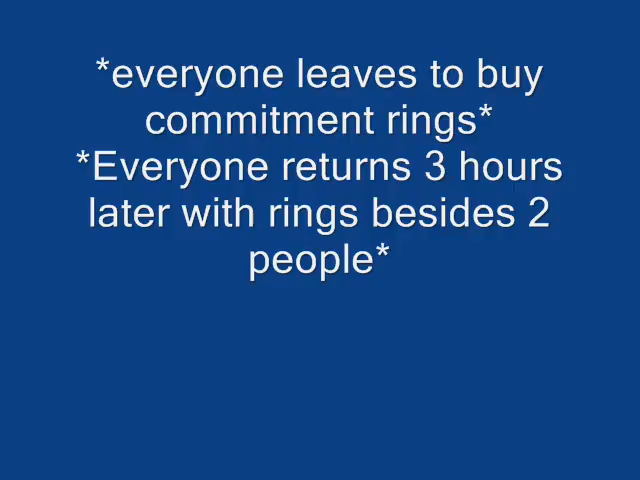 *everyone leaves to buy
commitment rings*
*Everyone returns 3 hours
later with rings besides 2
people*